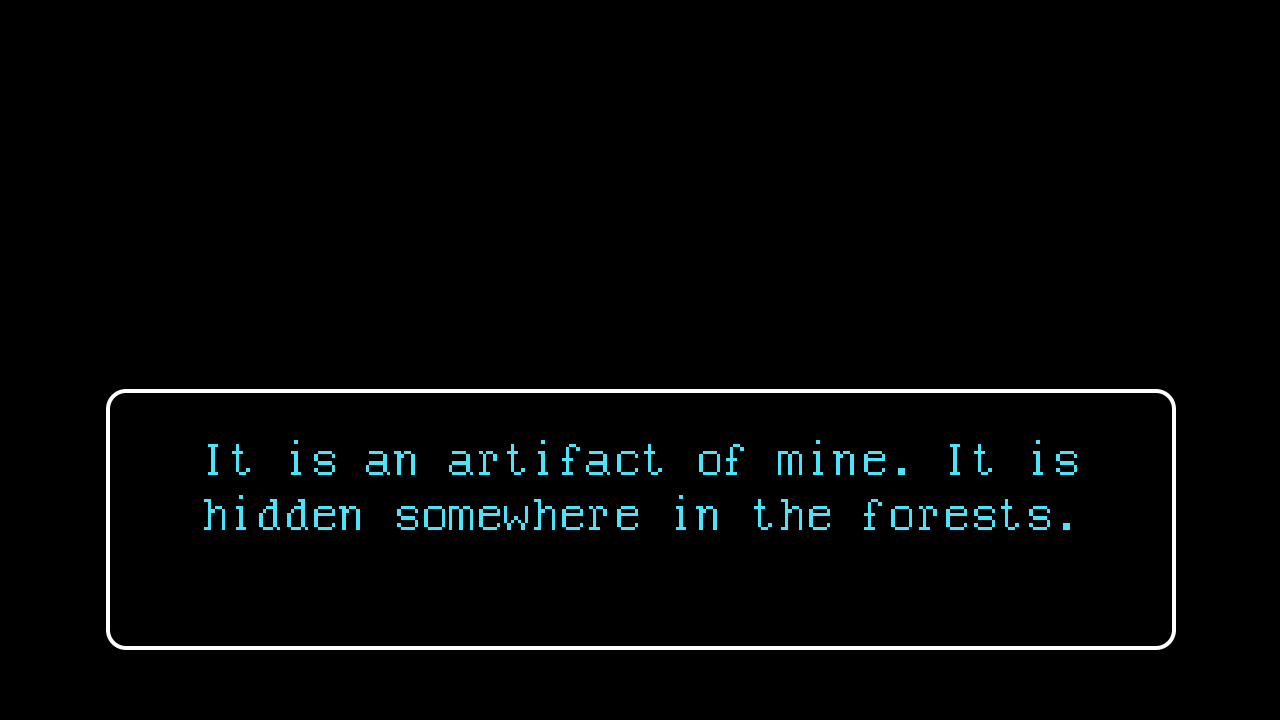 It is an artifact of mine. It is
hidden somewhere in the forests.